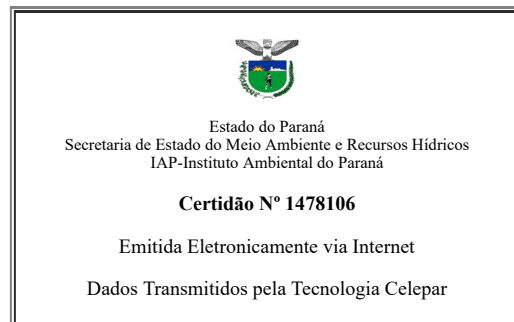 Estado do Paraná
Secretaria de Estado do Meio Ambiente e Recursos Hídricos
IAP-Instituto Ambiental do Paraná
Certidão Nº 1478106
Emitida Eletronicamente via Internet
Dados Transmitidos pela Tecnologia Celepar